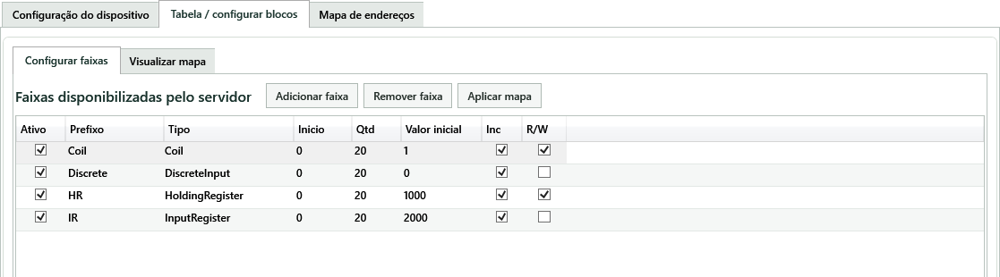 Configuração do dispositivo Tabela / configurar blocos Mapa de endereços
Configurar faixas Visualizar mapa
Faixas disponibilizadas pelo servidor Adicionar faixa Remover faixa Aplicar mapa
Ativo Prefixo Tipo Inicio Qtd Valor inicial Inc R/W
Coil Coil 0 20 1
Discrete DiscreteInput 0 20 0
HR HoldingRegister 0 20 1000
IR InputRegister 0 20 2000